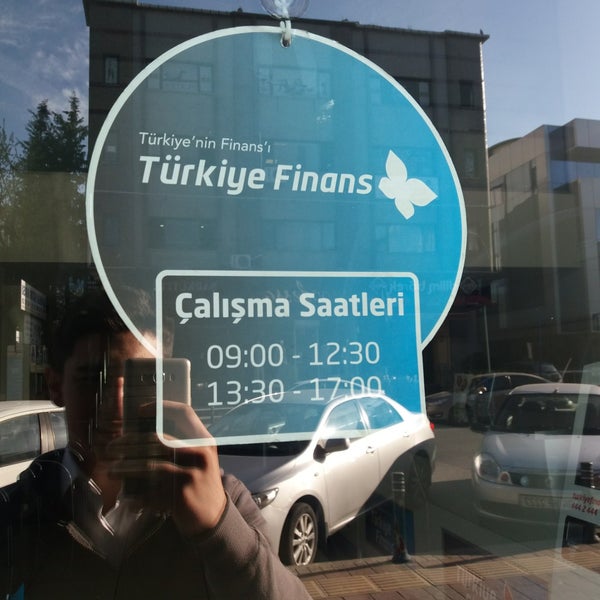 Türkiye'nin Finans'ı
Türkiye Finans
Çalışma Saatleri
09:00 - 12:30
13:30 - 17:00